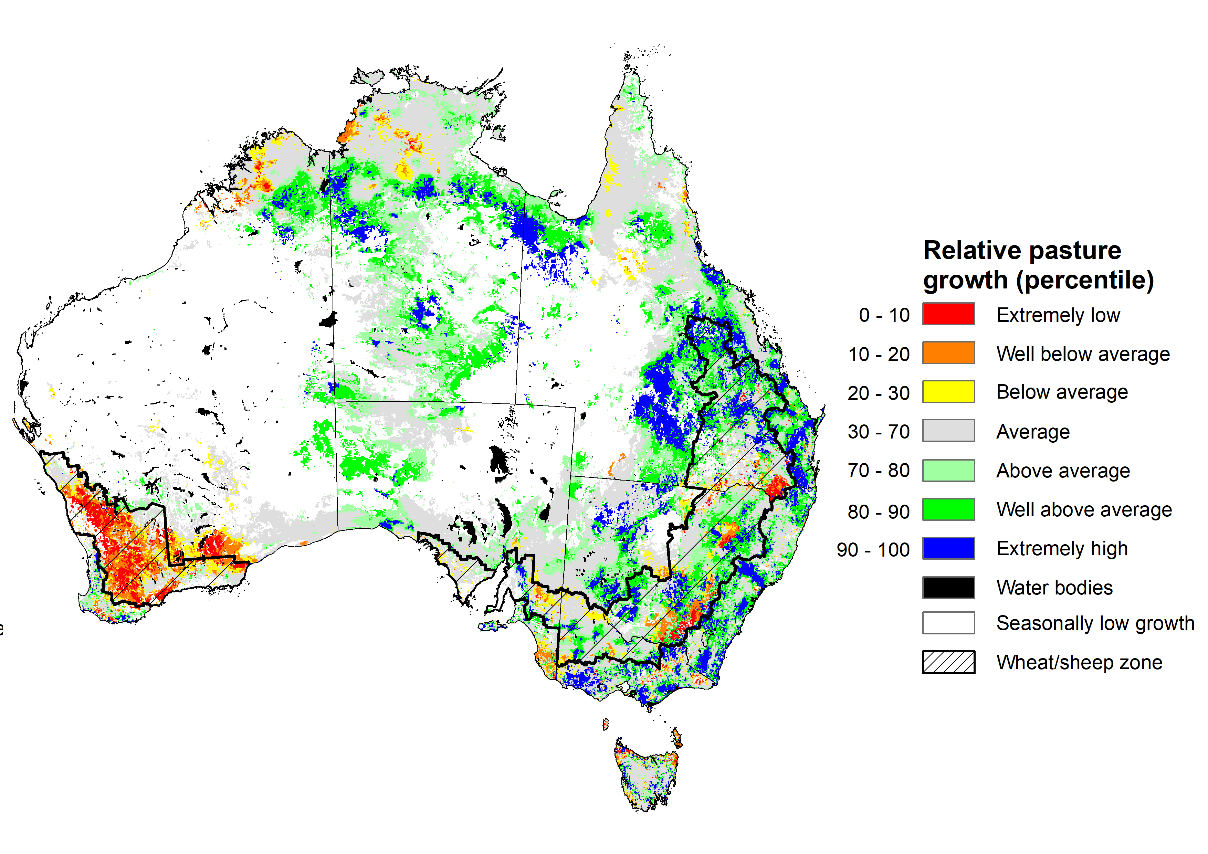 Relative pasture
growth (percentile)
0 - 10 Extremely low
10 - 20 Well below average
20 - 30 Below average
30 - 70 Average
70 - 80 Above average
80 - 90 Well above average
90 - 100 Extremely high
Water bodies
Seasonally low growth
Wheat/sheep zone
e